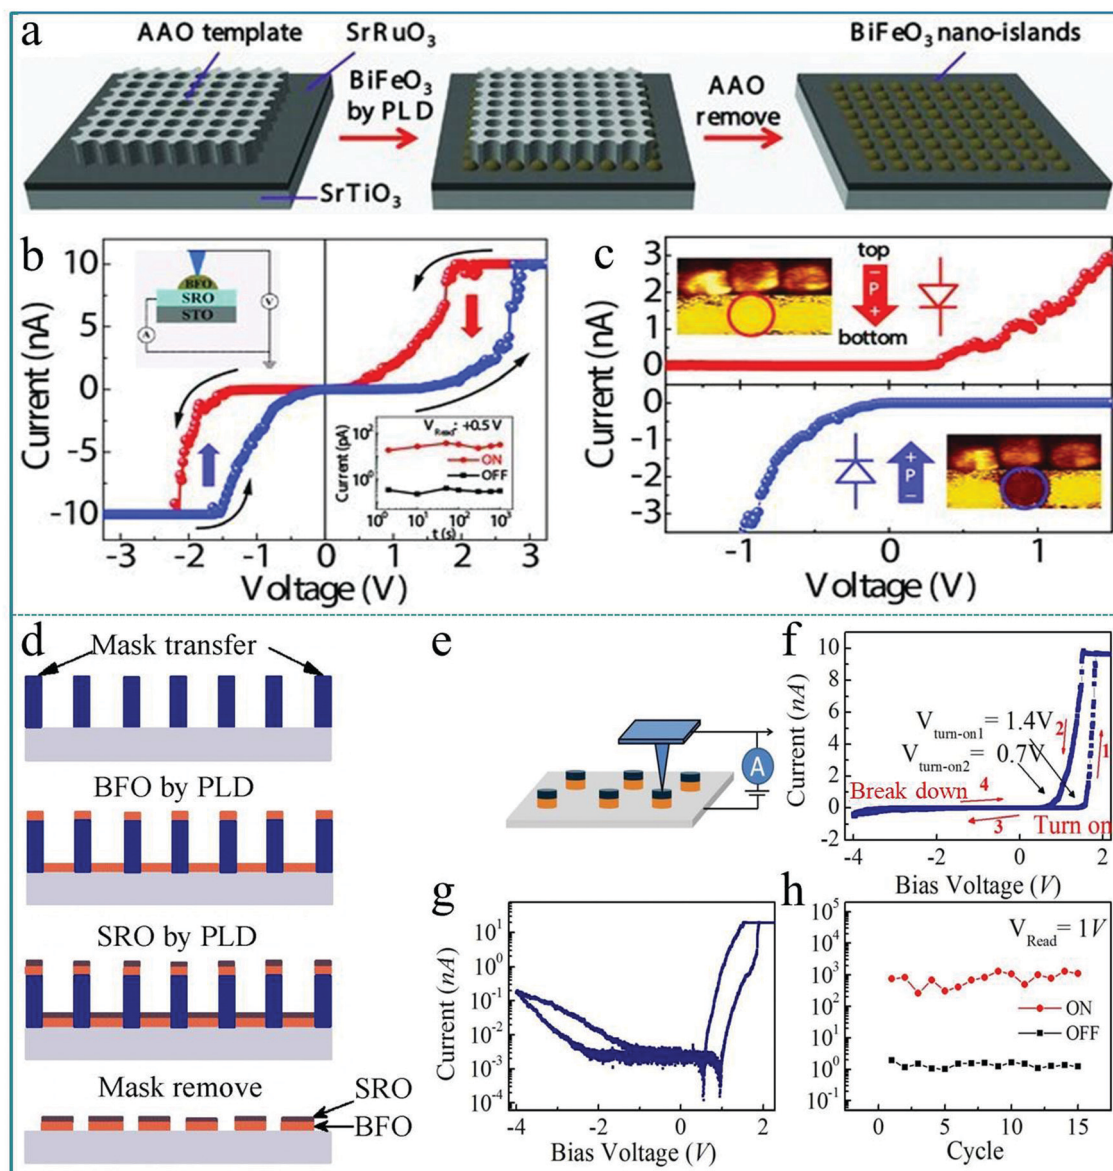 a
AAO template
SrRuO₃
BiFeO₃
by PLD
AAO
remove
BiFeO₃ nano-islands
SrTiO₃
b
Current (nA)
10
5
0
-5
-10
-3
-2
-1
0
1
2
3
Voltage (V)
BFO
SRO
STO
A
V
V_Read: +0.5 V
ON
OFF
Current (pA)
10²
10⁰
10⁰
10¹
10²
10³
t (s)
c
Current (nA)
3
2
1
0
0
-1
-2
-3
-1
0
1
Voltage (V)
top
− P +
bottom
+ P −
d
Mask transfer
BFO by PLD
SRO by PLD
Mask remove
SRO
BFO
e
A
f
Current (nA)
10
8
6
4
2
0
-2
V_turn-on1 = 1.4V
V_turn-on2 = 0.7V
2
1
Break down
4
3
Turn on
-4
-2
0
2
Bias Voltage (V)
g
Current (nA)
10¹
10⁰
10⁻¹
10⁻²
10⁻³
10⁻⁴
-4
-2
0
2
Bias Voltage (V)
h
10⁵
10⁴
10³
10²
10¹
10⁰
10⁻¹
V_Read = 1V
ON
OFF
0
5
10
15
Cycle